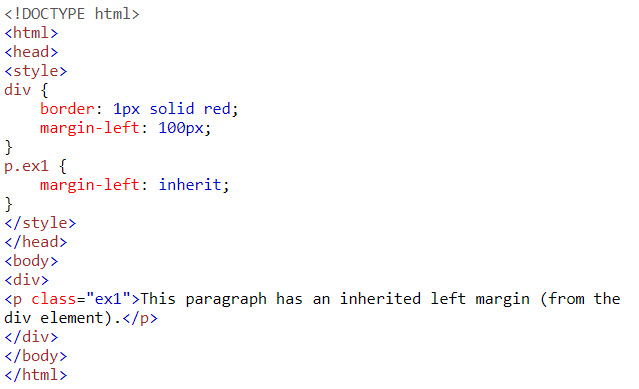 <!DOCTYPE html>
<html>
<head>
<style>
div {
    border: 1px solid red;
    margin-left: 100px;
}
p.ex1 {
    margin-left: inherit;
}
</style>
</head>
<body>
<div>
<p class="ex1">This paragraph has an inherited left margin (from the
div element).</p>
</div>
</body>
</html>